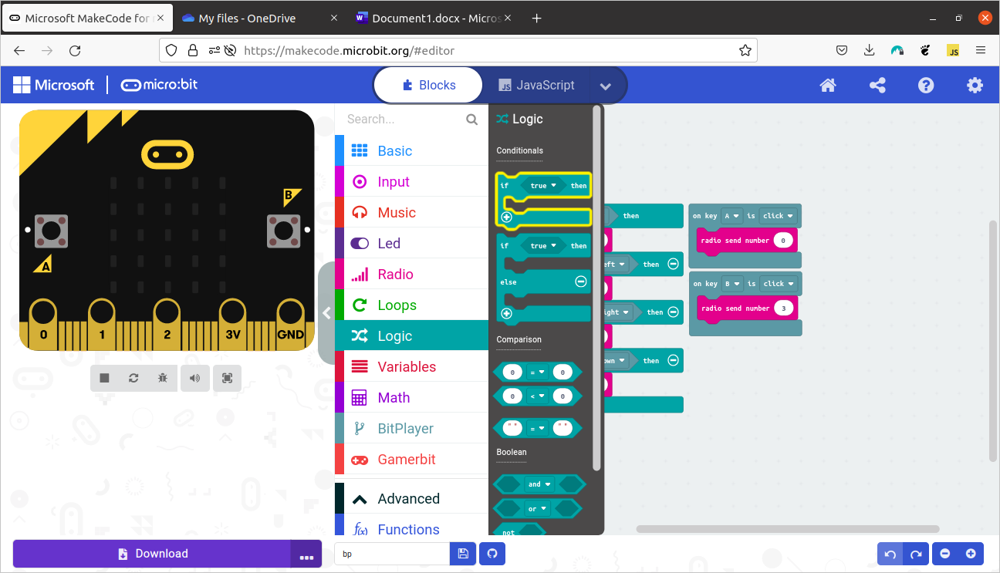 Microsoft MakeCode for
My files - OneDrive
Document1.docx - Micros
https://makecode.microbit.org/#editor
Microsoft
micro:bit
Blocks
JS
JavaScript
B
A
0
1
2
3V
GND
Download
Search...
Basic
Input
Music
Led
Radio
Loops
Logic
Variables
Math
BitPlayer
Gamerbit
Advanced
f(x) Functions
bp
Logic
Conditionals
if true then
if true then
else
Comparison
0 = 0
0 < 0
" " = " "
Boolean
and
or
not
then
eft then
ight then
own then
on key A is click
radio send number 0
on key B is click
radio send number 3